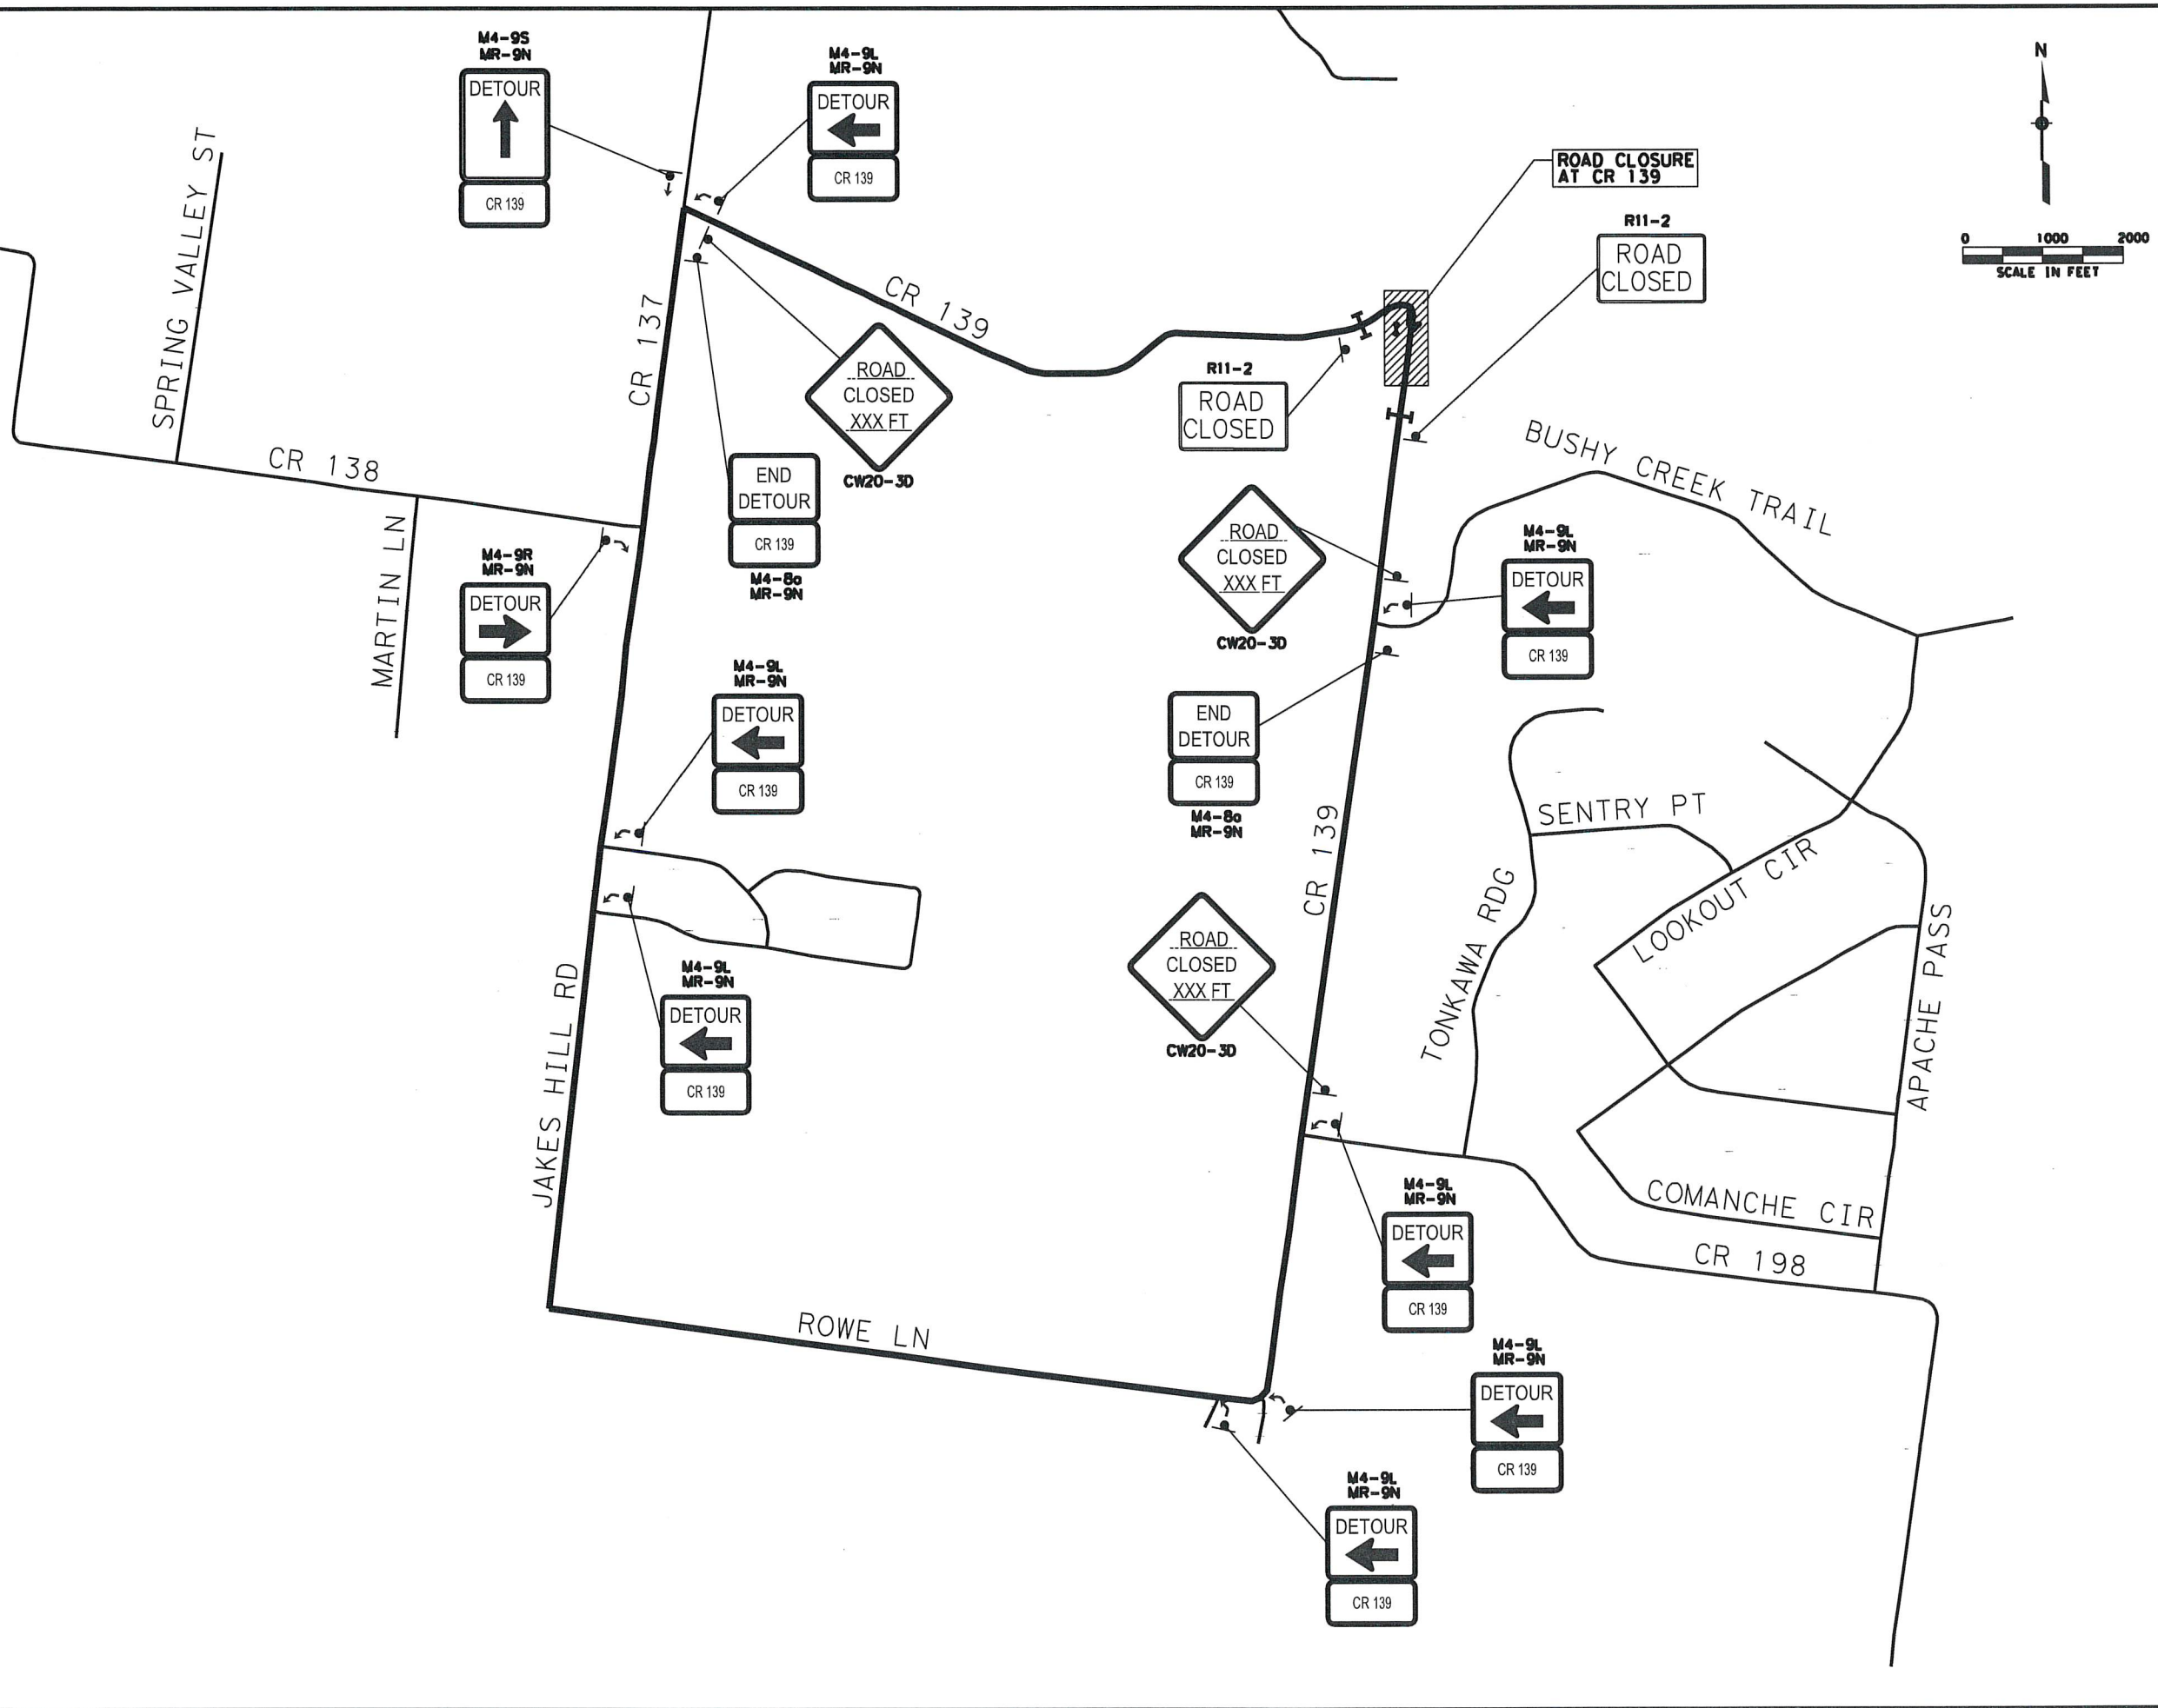 M4-9S
MR-9N
DETOUR
CR 139
M4-9L
MR-9N
DETOUR
CR 139
N
ROAD CLOSURE
AT CR 139
R11-2
ROAD
CLOSED
0 1000 2000
SCALE IN FEET
SPRING VALLEY ST
CR 137
CR 139
ROAD
CLOSED
XXX FT
CW20-3D
R11-2
ROAD
CLOSED
CR 138
END
DETOUR
CR 139
M4-8a
MR-9N
BUSHY CREEK TRAIL
MARTIN LN
M4-9R
MR-9N
DETOUR
CR 139
ROAD
CLOSED
XXX FT
CW20-3D
M4-9L
MR-9N
DETOUR
CR 139
M4-9L
MR-9N
DETOUR
CR 139
END
DETOUR
CR 139
M4-8a
MR-9N
CR 139
SENTRY PT
LOOKOUT CIR
TONKAWA RDG
APACHE PASS
M4-9L
MR-9N
DETOUR
CR 139
JAKES HILL RD
ROAD
CLOSED
XXX FT
CW20-3D
M4-9L
MR-9N
DETOUR
CR 139
COMANCHE CIR
CR 198
ROWE LN
M4-9L
MR-9N
DETOUR
CR 139
M4-9L
MR-9N
DETOUR
CR 139